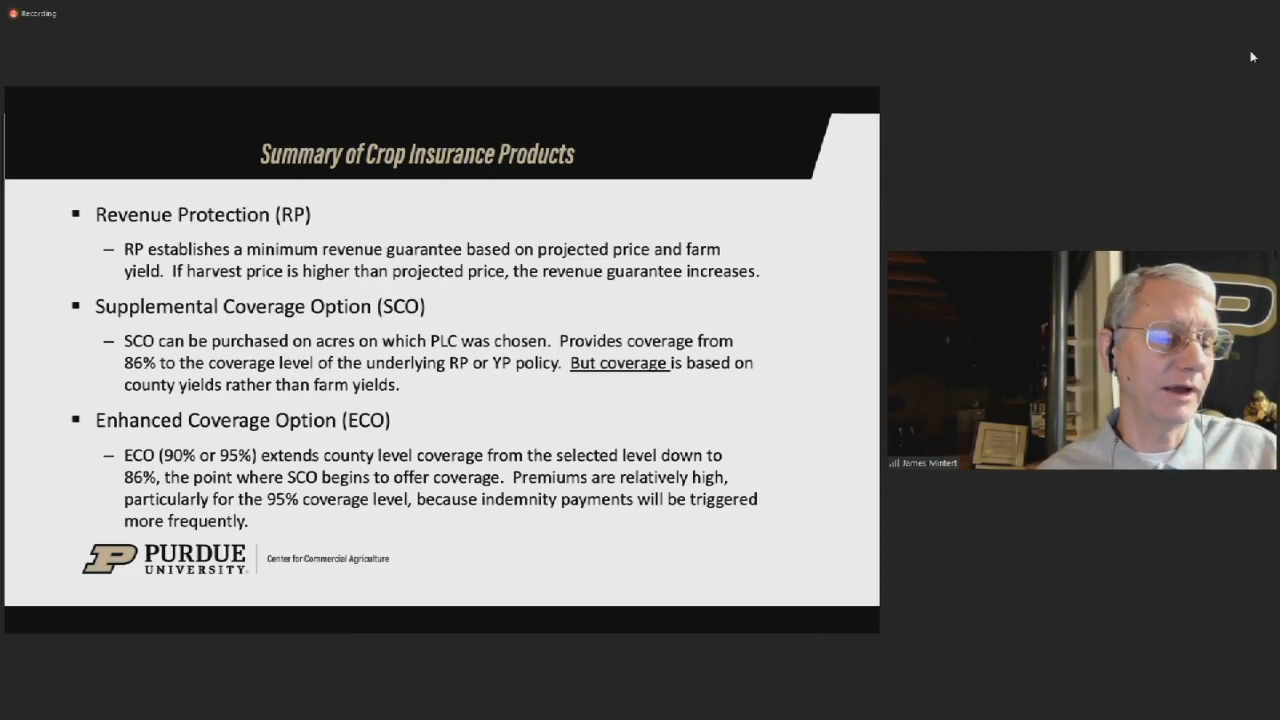 Recording
Summary of Crop Insurance Products
▪ Revenue Protection (RP)
– RP establishes a minimum revenue guarantee based on projected price and farm
yield. If harvest price is higher than projected price, the revenue guarantee increases.
▪ Supplemental Coverage Option (SCO)
– SCO can be purchased on acres on which PLC was chosen. Provides coverage from
86% to the coverage level of the underlying RP or YP policy. But coverage is based on
county yields rather than farm yields.
▪ Enhanced Coverage Option (ECO)
– ECO (90% or 95%) extends county level coverage from the selected level down to
86%, the point where SCO begins to offer coverage. Premiums are relatively high,
particularly for the 95% coverage level, because indemnity payments will be triggered
more frequently.
PURDUE
UNIVERSITY.
Center for Commercial Agriculture
James Mintert